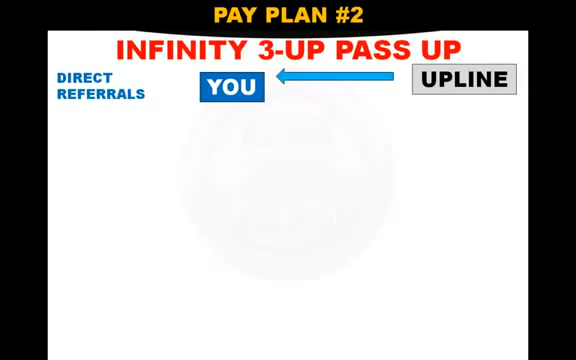 PAY PLAN #2
INFINITY 3-UP PASS UP
DIRECT
REFERRALS
YOU
UPLINE